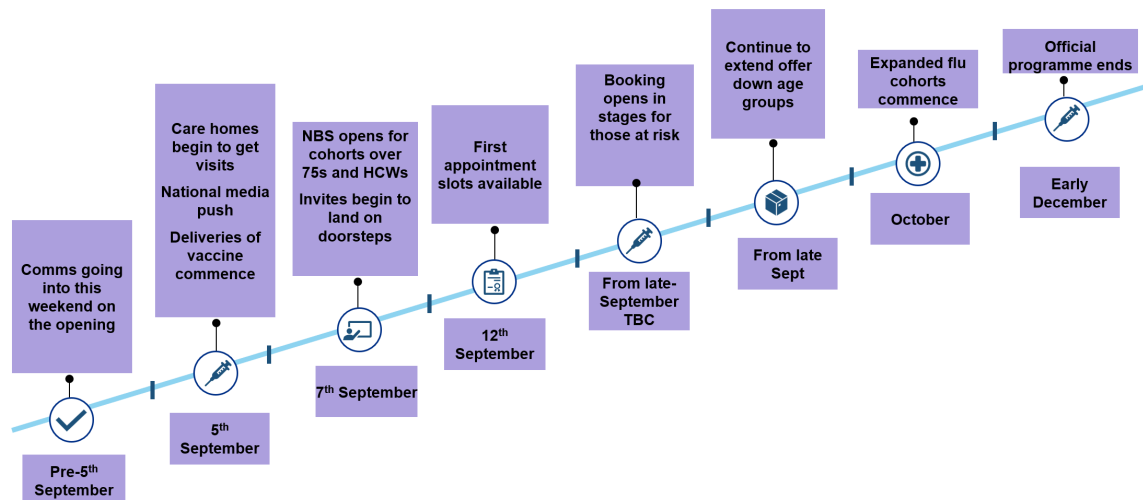 Comms going
into this
weekend on
the opening
Pre-5th
September
Care homes
begin to get
visits
National media
push
Deliveries of
vaccine
commence
5th
September
NBS opens for
cohorts over
75s and HCWs
Invites begin to
land on
doorsteps
7th September
First
appointment
slots available
12th
September
Booking
opens in
stages for
those at risk
From late-
September
TBC
Continue to
extend offer
down age
groups
From late
Sept
Expanded flu
cohorts
commence
October
Official
programme ends
Early
December